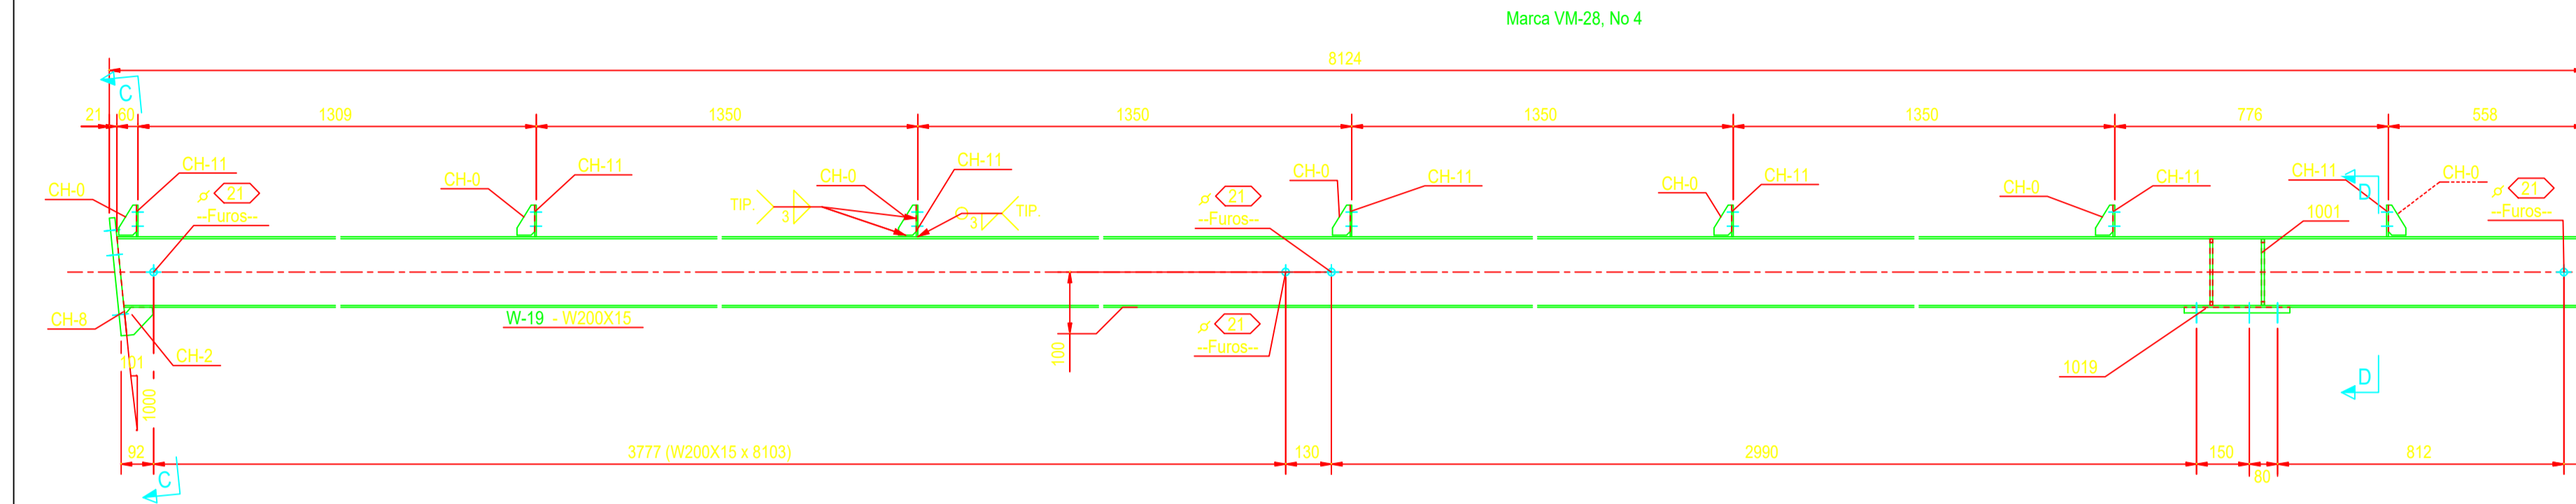 Marca VM-28, No 4
8124
C
21 60 1309 1350 1350 1350 1350 776 558
CH-11 CH-11 CH-11 CH-11 CH-11 CH-11 CH-11 CH-0
CH-0 CH-0 CH-0 CH-0 CH-0 CH-0
D
⌀ 21
--Furos--
TIP. 3
3 TIP.
⌀ 21
--Furos--
⌀ 21
--Furos--
1001
CH-8
W-19 - W200X15
⌀ 21
--Furos--
CH-2
101
1000
100
1019
D
92 3777 (W200X15 x 8103) 130 2990 150 80 812
C